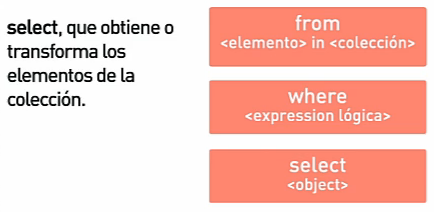 select, que obtiene o
transforma los
elementos de la
colección.
from
<elemento> in <colección>
where
<expression lógica>
select
<object>